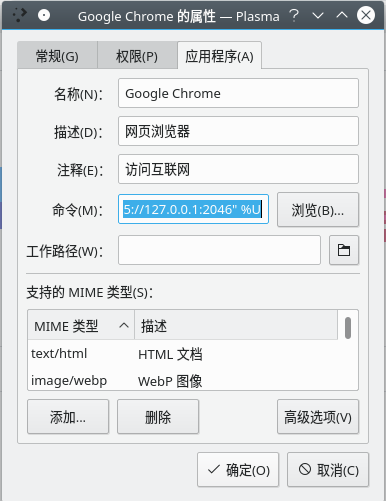 Google Chrome 的属性 — Plasma
常规(G) 权限(P) 应用程序(A)
名称(N)： Google Chrome
描述(D)： 网页浏览器
注释(E)： 访问互联网
命令(M)： 5://127.0.0.1:2046" %U 浏览(B)...
工作路径(W)：
支持的 MIME 类型(S)：
MIME 类型 描述
text/html HTML 文档
image/webp WebP 图像
添加... 删除 高级选项(V)
确定(O) 取消(C)